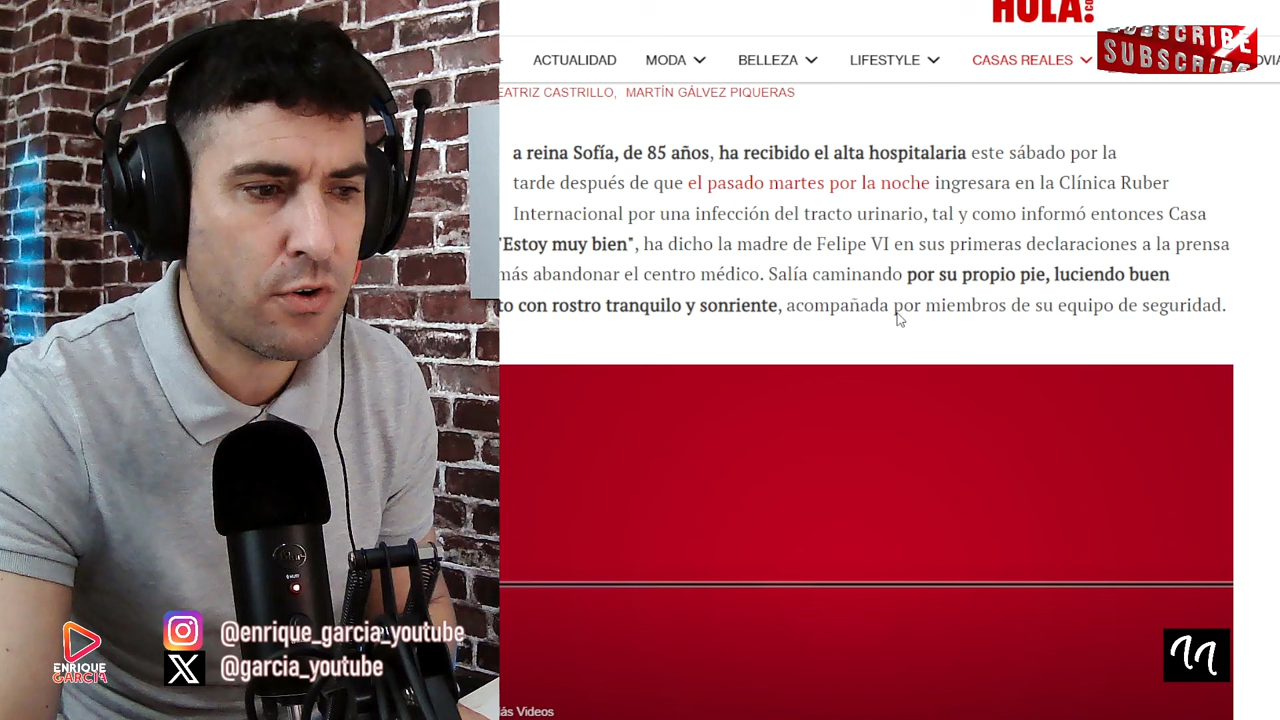 HOLA!
SUBSCRIBE
SUBSCRIBE
ACTUALIDAD MODA BELLEZA LIFESTYLE CASAS REALES
EATRIZ CASTRILLO, MARTÍN GÁLVEZ PIQUERAS
a reina Sofía, de 85 años, ha recibido el alta hospitalaria este sábado por la
tarde después de que el pasado martes por la noche ingresara en la Clínica Ruber
Internacional por una infección del tracto urinario, tal y como informó entonces Casa
"Estoy muy bien", ha dicho la madre de Felipe VI en sus primeras declaraciones a la prensa
más abandonar el centro médico. Salía caminando por su propio pie, luciendo buen
to con rostro tranquilo y sonriente, acompañada por miembros de su equipo de seguridad.
@enrique_garcia_youtube
@garcia_youtube
ENRIQUE
GARCIA
ás Videos